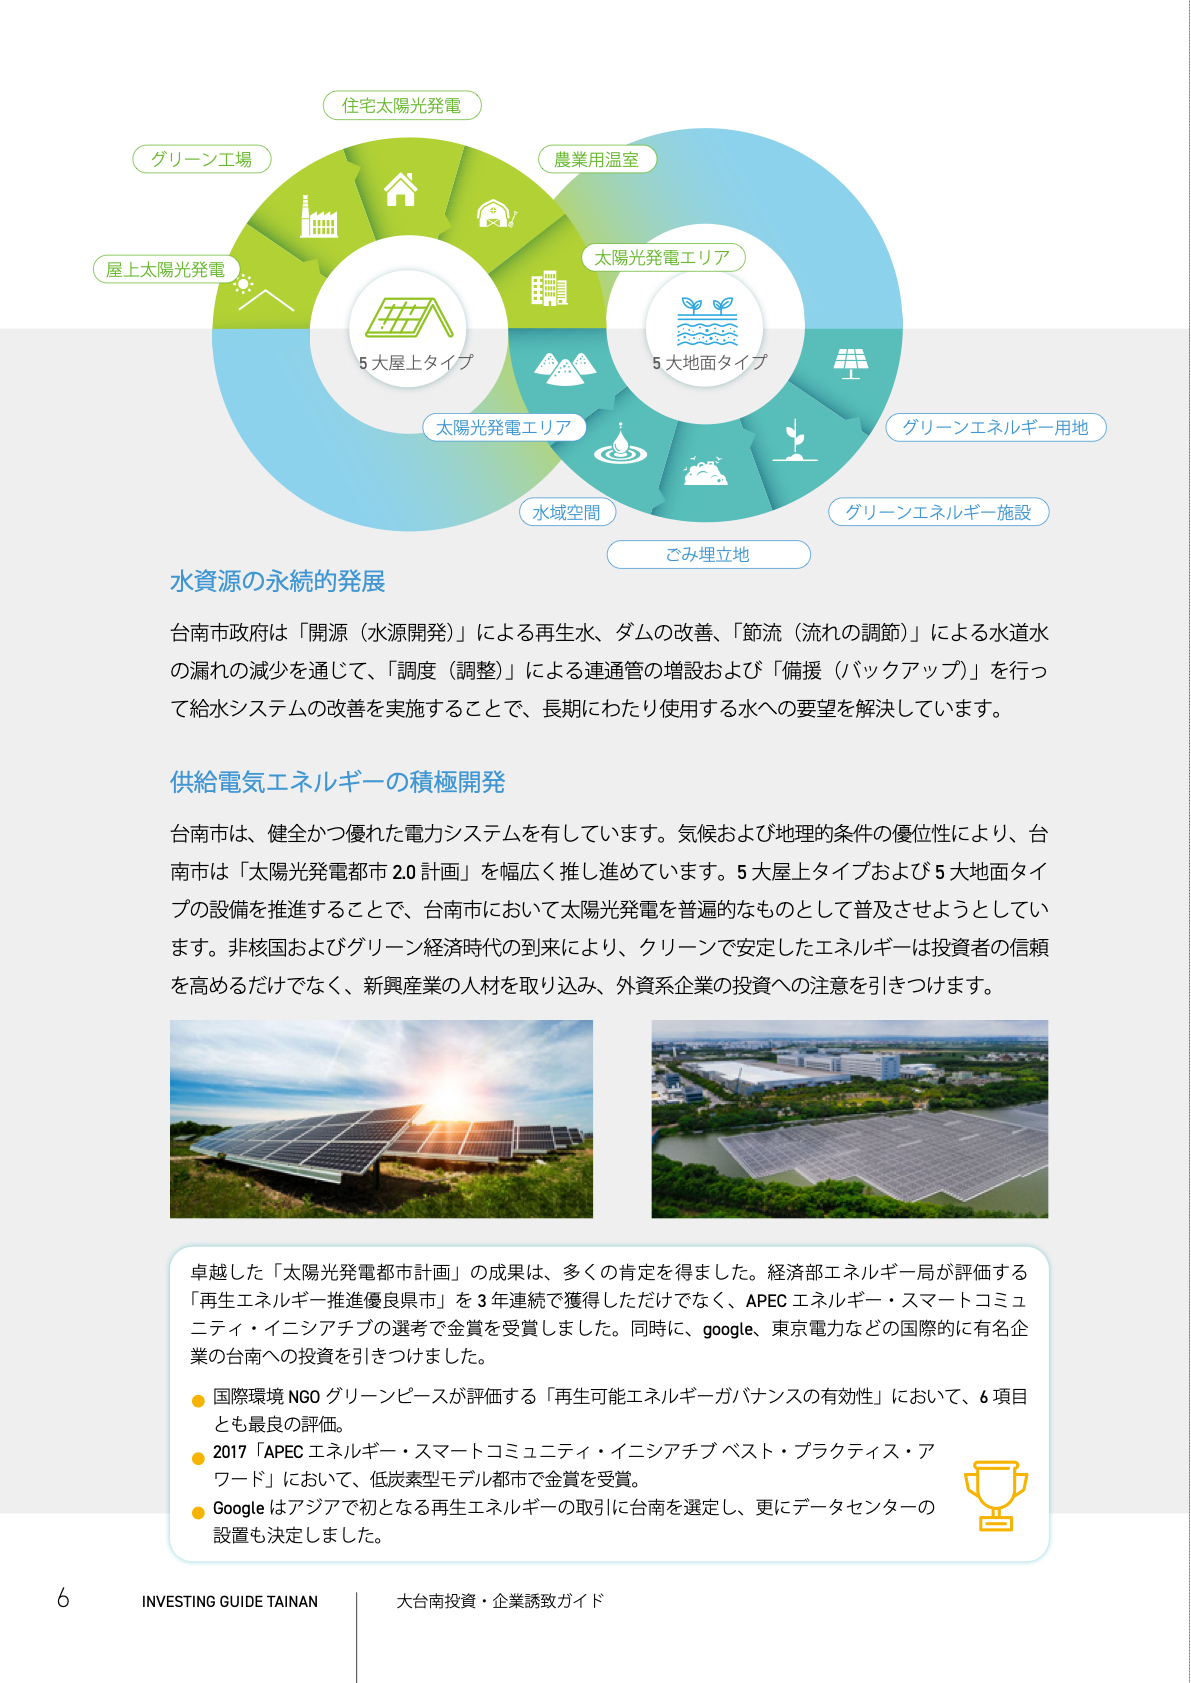 住宅太陽光発電
グリーン工場
農業用温室
屋上太陽光発電
太陽光発電エリア
5 大屋上タイプ
5 大地面タイプ
太陽光発電エリア
グリーンエネルギー用地
水域空間
グリーンエネルギー施設
ごみ埋立地
水資源の永続的発展
台南市政府は「開源（水源開発）」による再生水、ダムの改善、「節流（流れの調節）」による水道水
の漏れの減少を通じて、「調度（調整）」による連通管の増設および「備援（バックアップ）」を行っ
て給水システムの改善を実施することで、長期にわたり使用する水への要望を解決しています。
供給電気エネルギーの積極開発
台南市は、健全かつ優れた電力システムを有しています。気候および地理的条件の優位性により、台
南市は「太陽光発電都市 2.0 計画」を幅広く推し進めています。5 大屋上タイプおよび 5 大地面タイ
プの設備を推進することで、台南市において太陽光発電を普遍的なものとして普及させようとしてい
ます。非核国およびグリーン経済時代の到来により、クリーンで安定したエネルギーは投資者の信頼
を高めるだけでなく、新興産業の人材を取り込み、外資系企業の投資への注意を引きつけます。
卓越した「太陽光発電都市計画」の成果は、多くの肯定を得ました。経済部エネルギー局が評価する
「再生エネルギー推進優良県市」を 3 年連続で獲得しただけでなく、APEC エネルギー・スマートコミュ
ニティ・イニシアチブの選考で金賞を受賞しました。同時に、google、東京電力などの国際的に有名企
業の台南への投資を引きつけました。
● 国際環境 NGO グリーンピースが評価する「再生可能エネルギーガバナンスの有効性」において、6 項目
とも最良の評価。
● 2017「APEC エネルギー・スマートコミュニティ・イニシアチブ ベスト・プラクティス・ア
ワード」において、低炭素型モデル都市で金賞を受賞。
● Google はアジアで初となる再生エネルギーの取引に台南を選定し、更にデータセンターの
設置も決定しました。
6 INVESTING GUIDE TAINAN 大台南投資・企業誘致ガイド